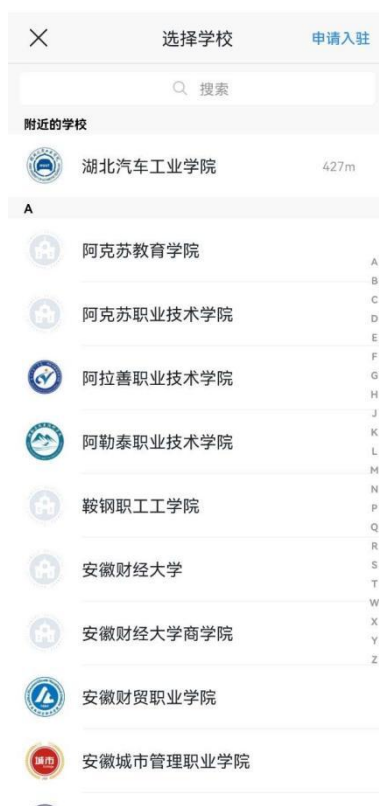 选择学校
申请入驻
搜索
附近的学校
湖北汽车工业学院
427m
A
阿克苏教育学院
阿克苏职业技术学院
阿拉善职业技术学院
阿勒泰职业技术学院
鞍钢职工工学院
安徽财经大学
安徽财经大学商学院
安徽财贸职业学院
城市
安徽城市管理职业学院
A
B
C
D
E
F
G
H
J
K
L
M
N
P
Q
R
S
T
W
X
Y
Z